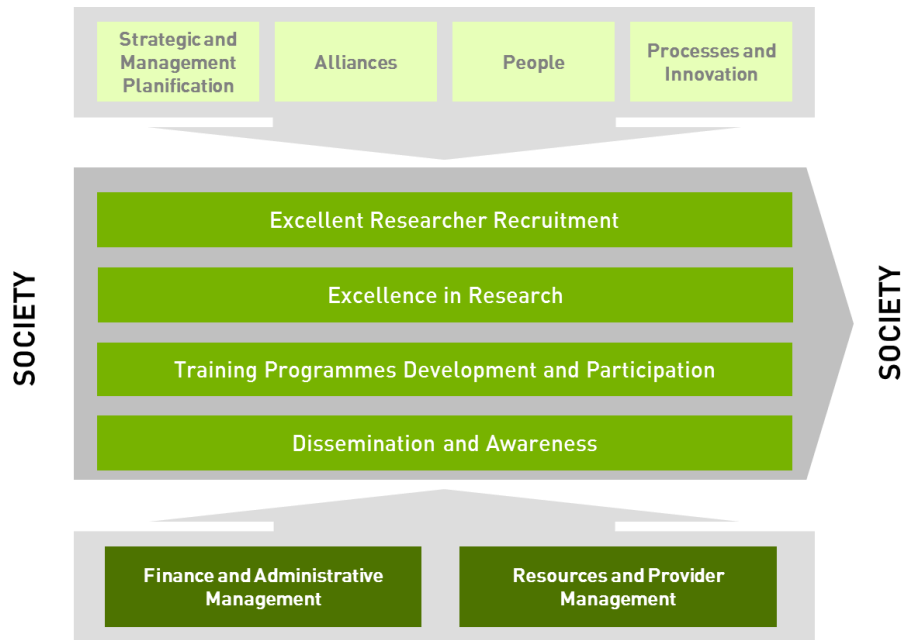 Strategic and
Management
Planification
Alliances
People
Processes and
Innovation
SOCIETY
Excellent Researcher Recruitment
Excellence in Research
Training Programmes Development and Participation
Dissemination and Awareness
SOCIETY
Finance and Administrative
Management
Resources and Provider
Management